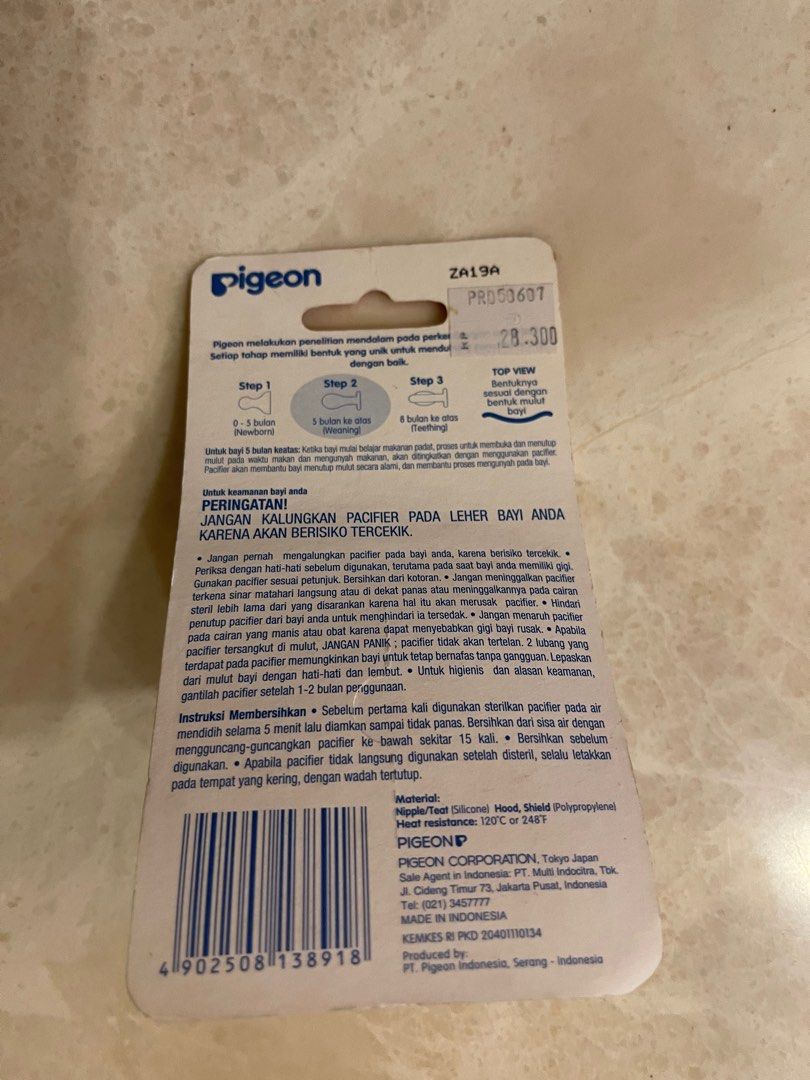 Pigeon
ZA19A
PRD50607
28.300
Pigeon melakukan penelitian mendalam pada
Setiap tahap memiliki bentuk yang unik untuk
dengan baik.
Step 1
0 - 5 bulan
(Newborn)
Step 2
5 bulan ke atas
(Weaning)
Step 3
8 bulan ke atas
(Teething)
TOP VIEW
Bentuknya
sesuai dengan
bentuk mulut
bayi
Untuk bayi 5 bulan keatas: Ketika bayi mulai belajar makanan padat, proses untuk membuka dan menutup
mulut pada waktu makan dan mengunyah makanan, akan ditingkatkan dengan menggunakan pacifier.
Pacifier akan membantu bayi menutup mulut secara alami, dan membantu proses mengunyah pada bayi.
Untuk keamanan bayi anda
PERINGATAN!
JANGAN KALUNGKAN PACIFIER PADA LEHER BAYI ANDA
KARENA AKAN BERISIKO TERCEKIK.
• Jangan pernah mengalungkan pacifier pada bayi anda, karena berisiko tercekik. •
Periksa dengan hati-hati sebelum digunakan, terutama pada saat bayi anda memiliki gigi.
Gunakan pacifier sesuai petunjuk. Bersihkan dari kotoran. • Jangan meninggalkan pacifier
terkena sinar matahari langsung atau di dekat panas atau meninggalkannya pada cairan
steril lebih lama dari yang disarankan karena hal itu akan merusak pacifier. • Hindari
penutup pacifier dari bayi anda untuk menghindari ia tersedak. • Jangan menaruh pacifier
pada cairan yang manis atau obat karena dapat menyebabkan gigi bayi rusak. • Apabila
pacifier tersangkut di mulut, JANGAN PANIK ; pacifier tidak akan tertelan. 2 lubang yang
terdapat pada pacifier memungkinkan bayi untuk tetap bernafas tanpa gangguan. Lepaskan
dari mulut bayi dengan hati-hati dan lembut. • Untuk higienis dan alasan keamanan,
gantilah pacifier setelah 1-2 bulan penggunaan.
Instruksi Membersihkan • Sebelum pertama kali digunakan sterilkan pacifier pada air
mendidih selama 5 menit lalu diamkan sampai tidak panas. Bersihkan dari sisa air dengan
mengguncang-guncangkan pacifier ke bawah sekitar 15 kali. • Bersihkan sebelum
digunakan. • Apabila pacifier tidak langsung digunakan setelah disteril, selalu letakkan
pada tempat yang kering, dengan wadah tertutup.
Material:
Nipple/Teat (Silicone) Hood, Shield (Polypropylene)
Heat resistance: 120°C or 248°F
PIGEON
PIGEON CORPORATION, Tokyo Japan
Sale Agent in Indonesia: PT. Multi Indocitra, Tbk.
Jl. Cideng Timur 73, Jakarta Pusat, Indonesia
Tel: (021) 3457777
MADE IN INDONESIA
KEMKES RI PKD 20401110134
Produced by:
PT. Pigeon Indonesia, Serang - Indonesia
4 902508 138918